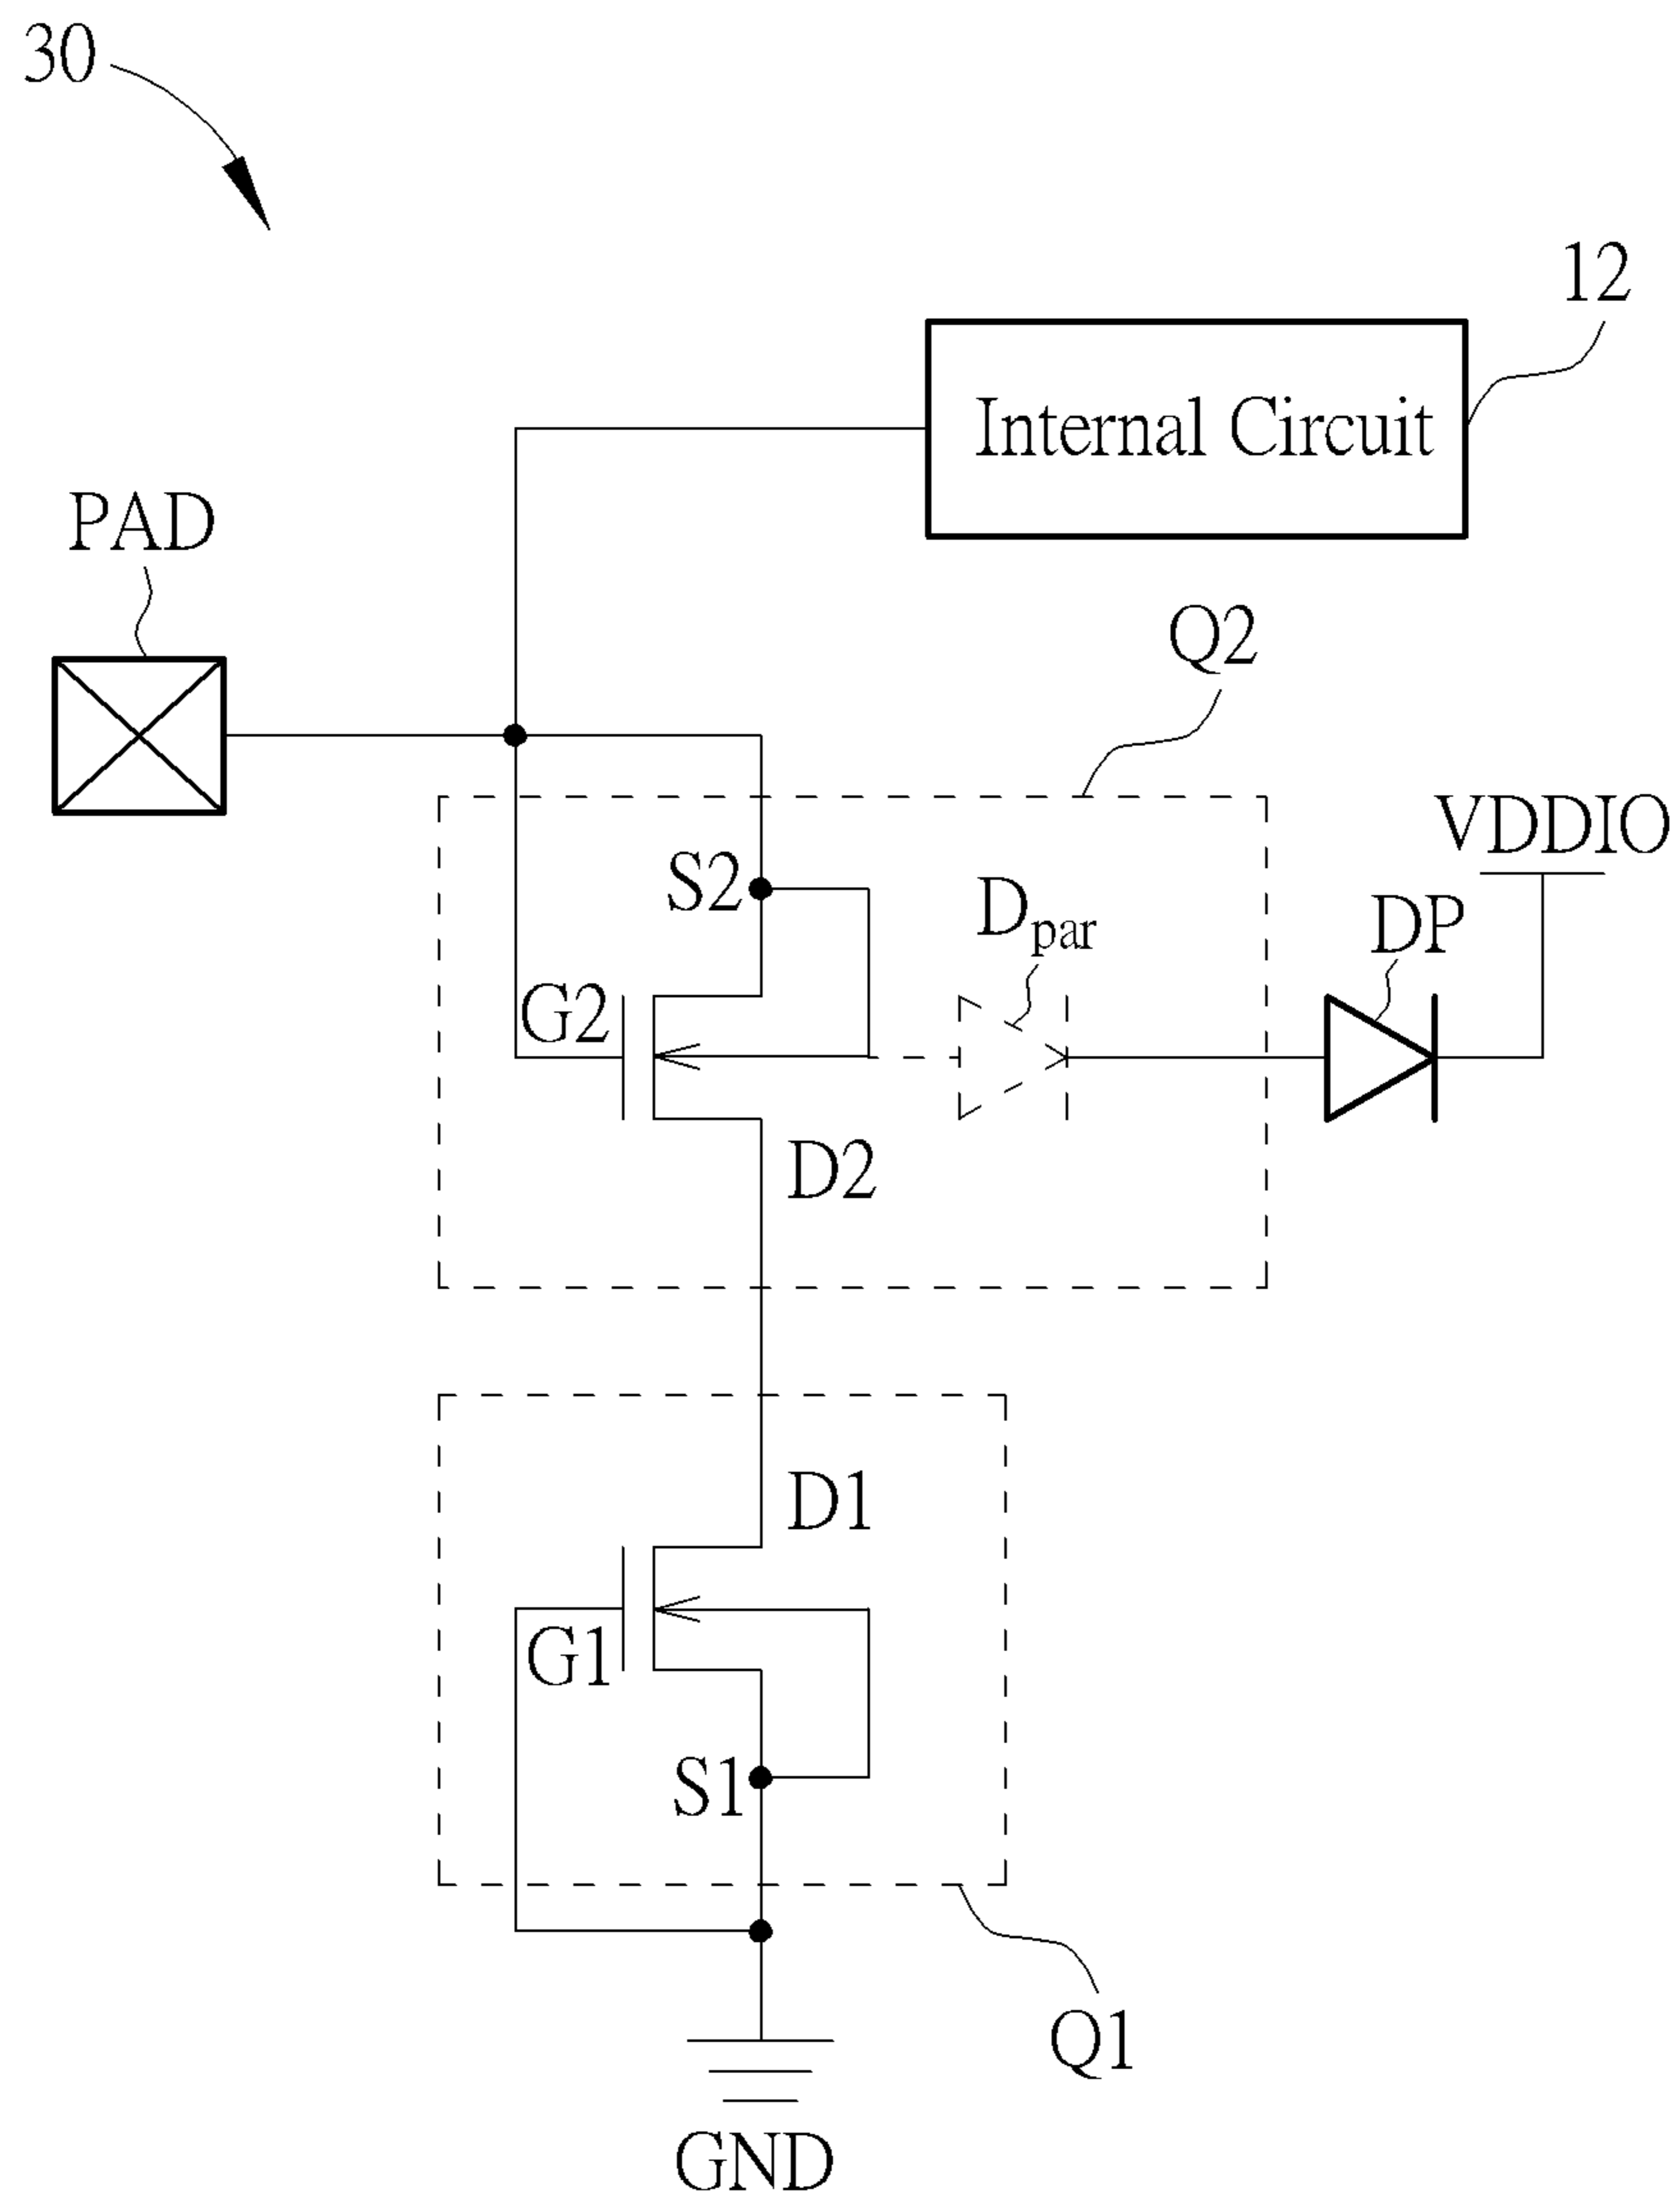 30
12
Internal Circuit
PAD
Q2
VDDIO
S2
Dpar
DP
G2
D2
D1
G1
S1
Q1
GND